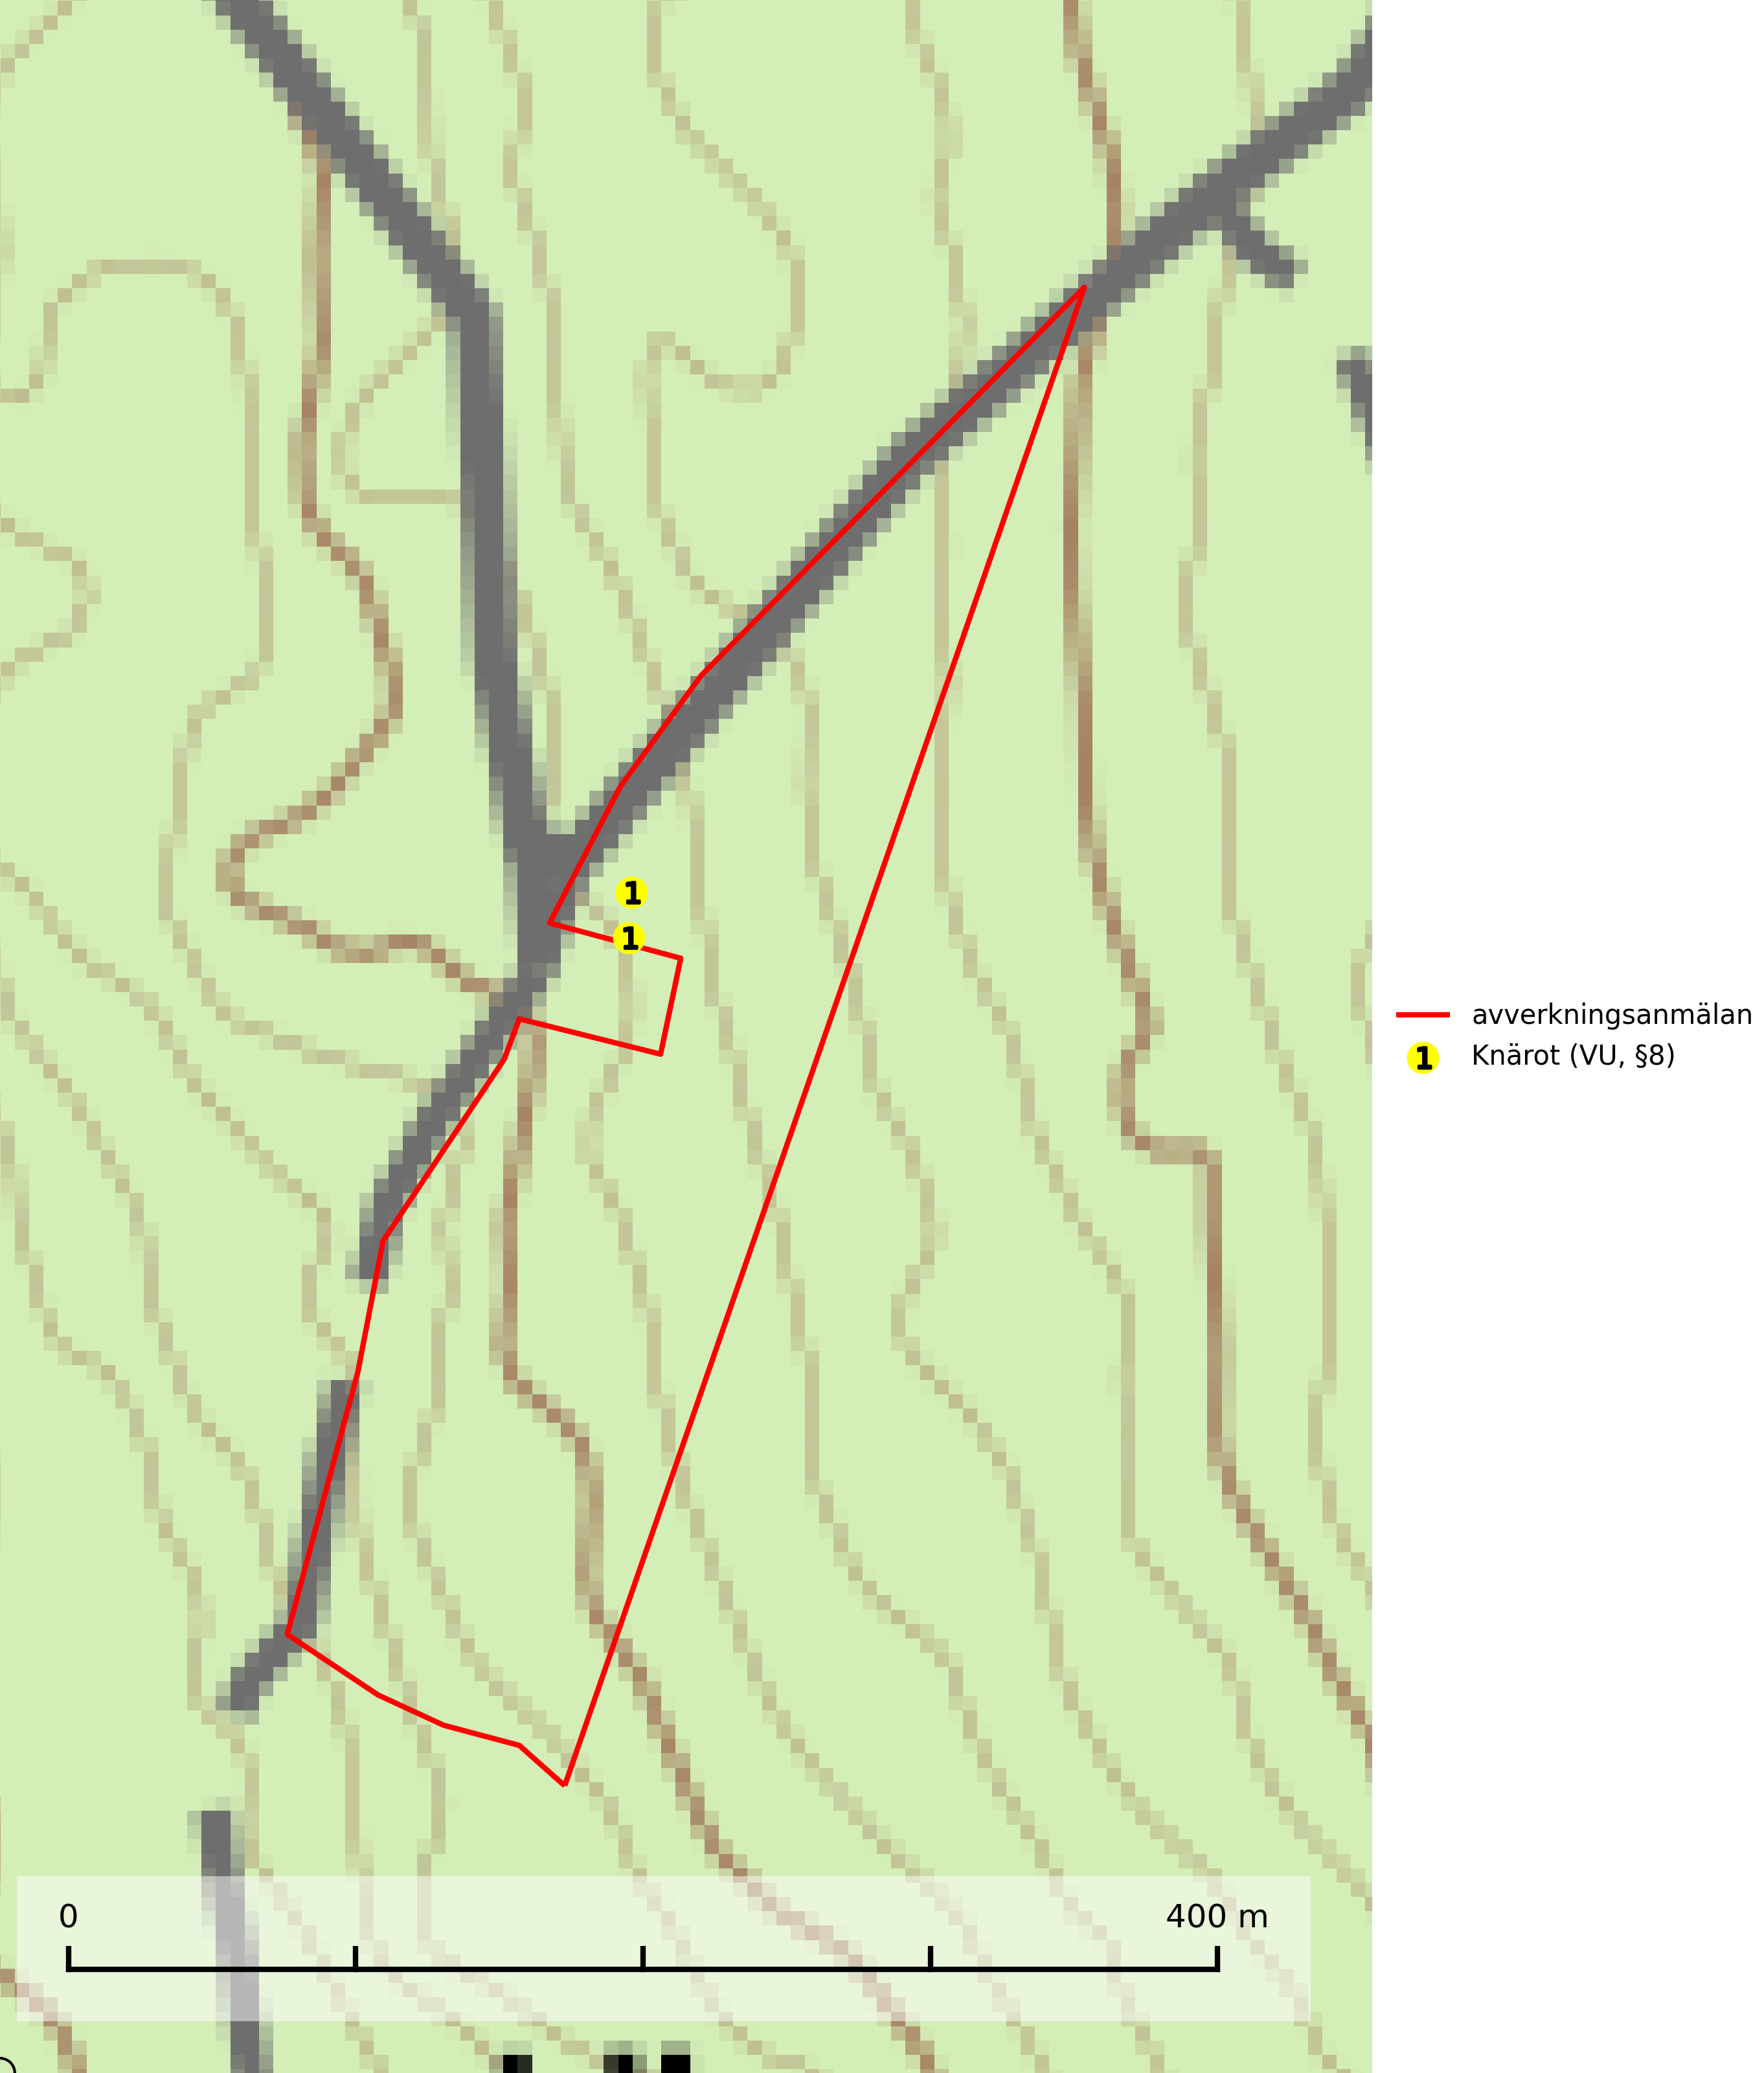 1
1
avverkningsanmälan
1 Knärot (VU, §8)
0 400 m